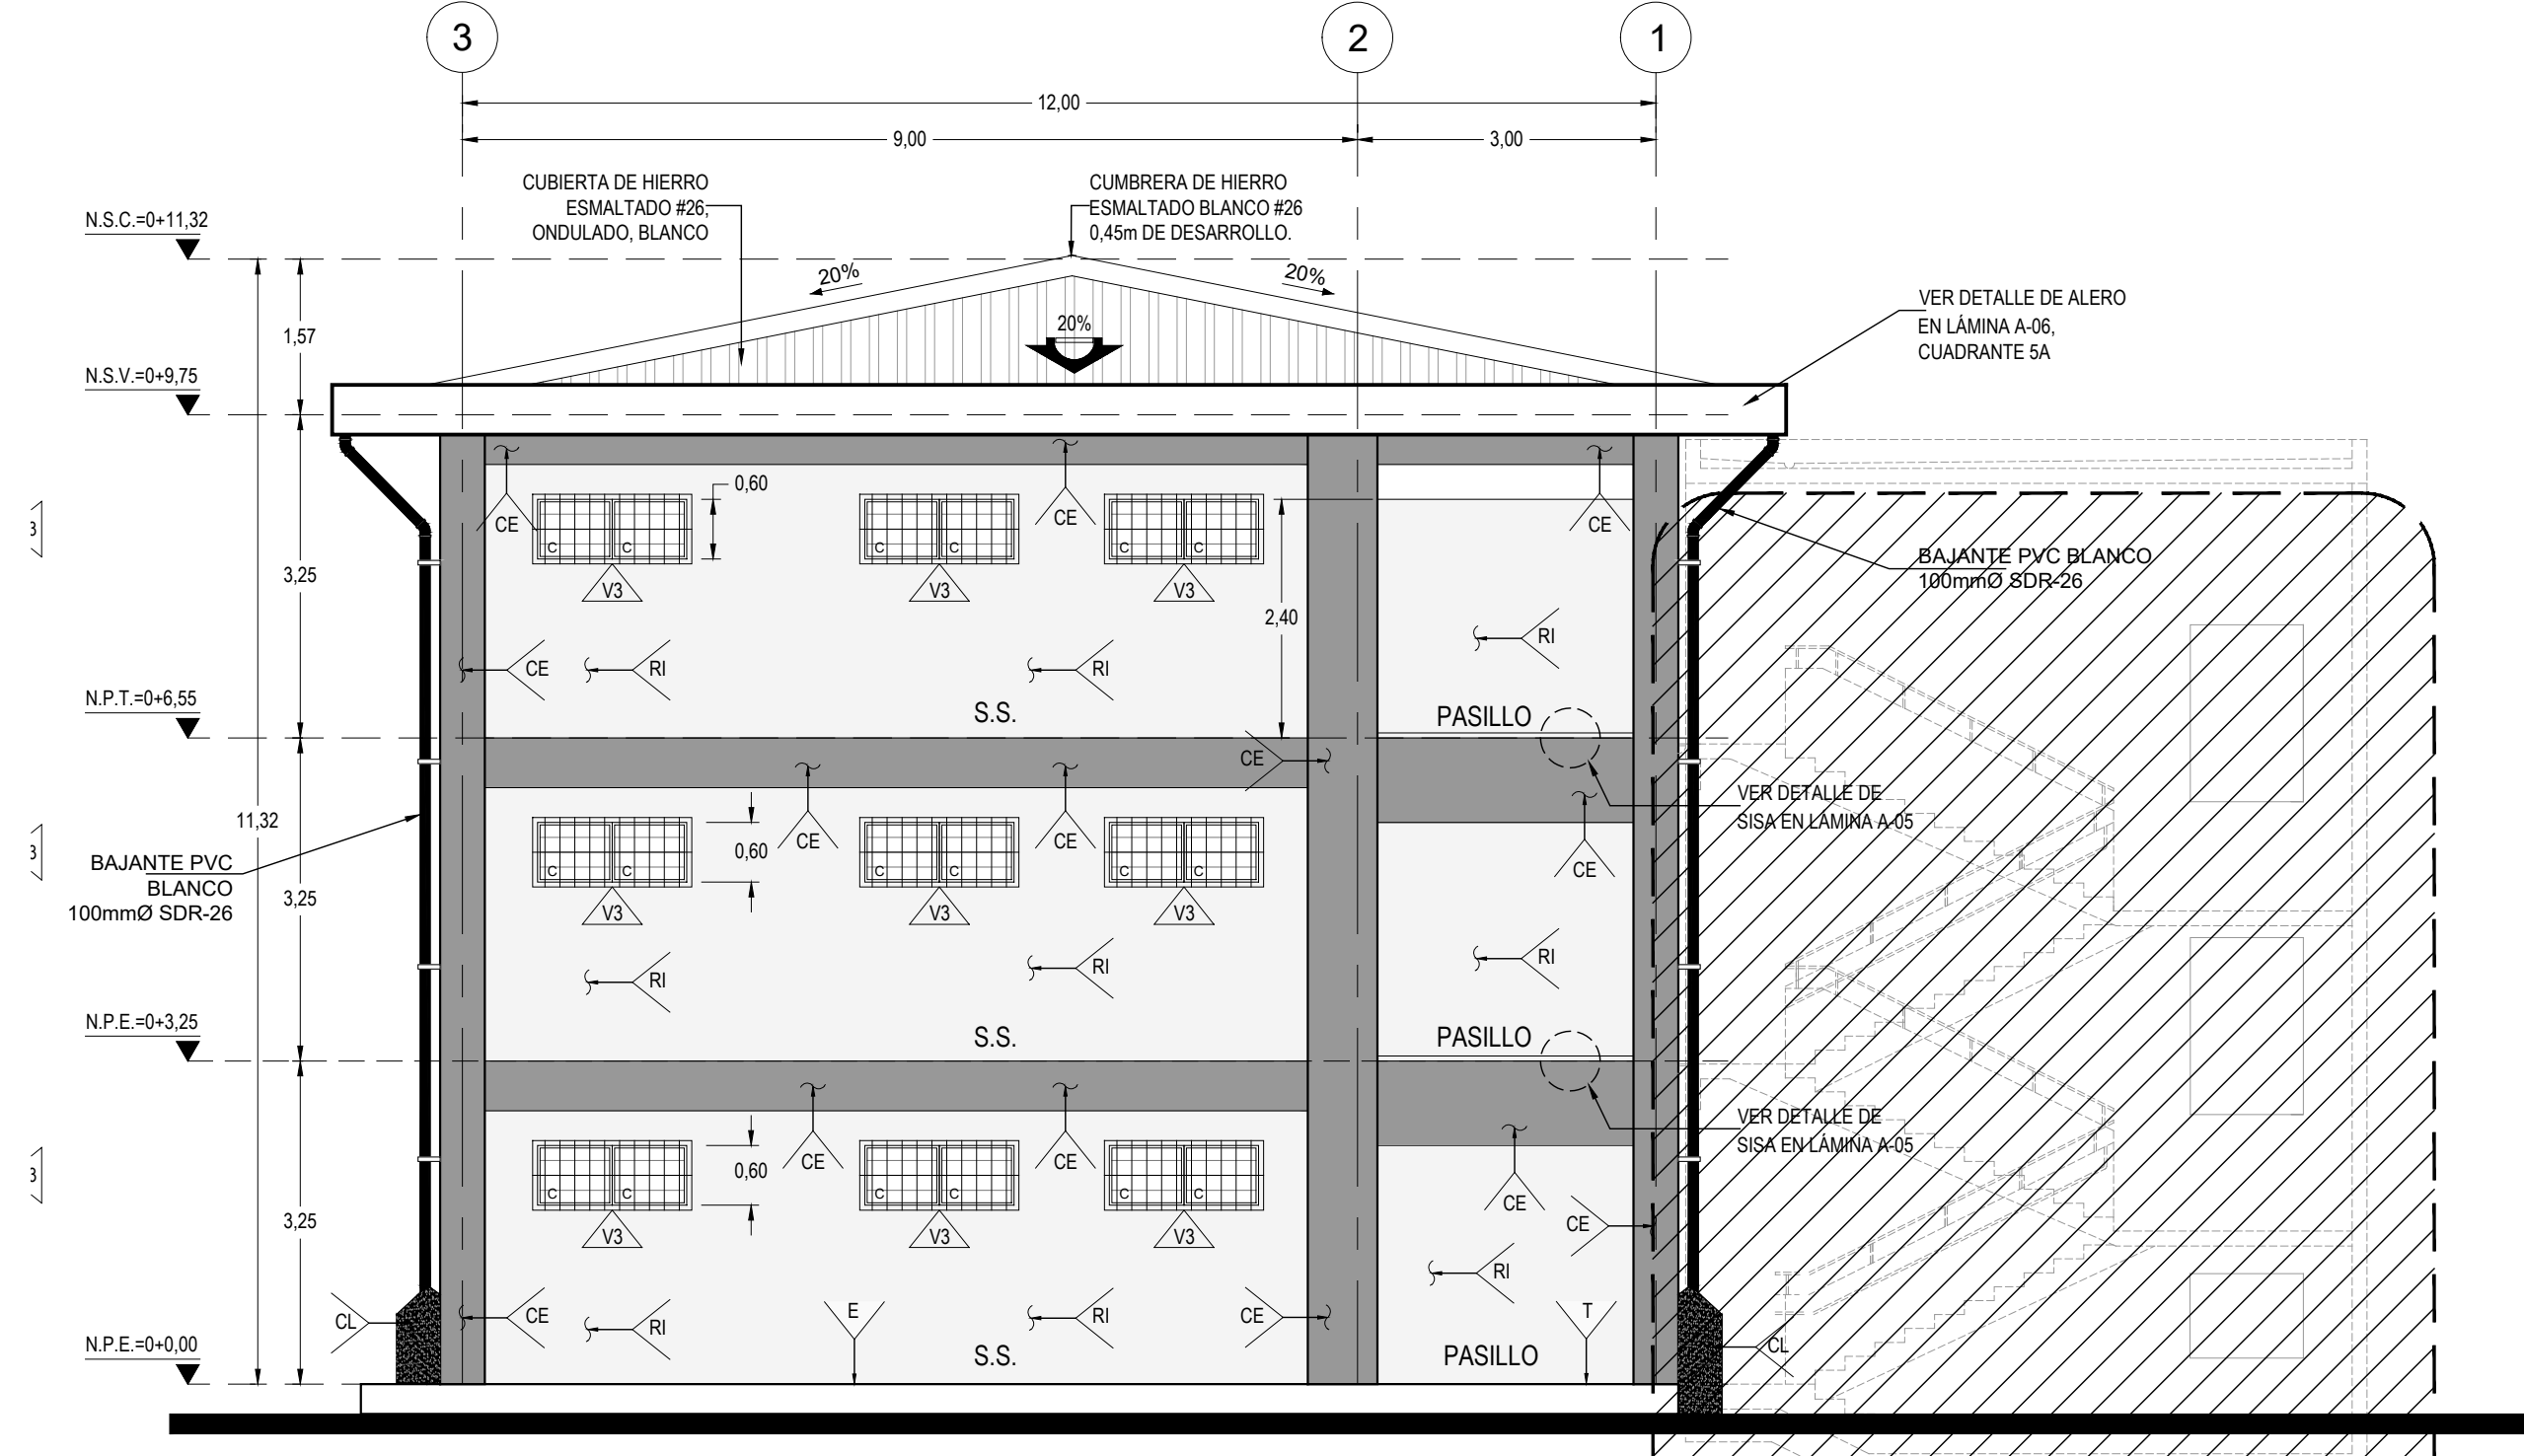 3
2
1
12,00
9,00
3,00
CUBIERTA DE HIERRO
ESMALTADO #26,
ONDULADO, BLANCO
CUMBRERA DE HIERRO
ESMALTADO BLANCO #26
0,45m DE DESARROLLO.
N.S.C.=0+11,32
20%
20%
20%
VER DETALLE DE ALERO
EN LÁMINA A-06,
CUADRANTE 5A
1,57
N.S.V.=0+9,75
0,60
CE
CE
CE
C
C
C
C
C
C
V3
V3
V3
BAJANTE PVC BLANCO
100mmØ SDR-26
3,25
2,40
CE
RI
RI
RI
S.S.
PASILLO
N.P.T.=0+6,55
CE
VER DETALLE DE
SISA EN LÁMINA A-05
11,32
0,60
CE
CE
CE
C
C
C
C
C
C
V3
V3
V3
BAJANTE PVC
BLANCO
100mmØ SDR-26
3,25
RI
RI
RI
S.S.
PASILLO
N.P.E.=0+3,25
VER DETALLE DE
SISA EN LÁMINA A-05
0,60
CE
CE
CE
C
C
C
C
C
C
V3
V3
V3
3,25
CE
RI
CL
CE
RI
E
RI
CE
T
CL
S.S.
PASILLO
N.P.E.=0+0,00